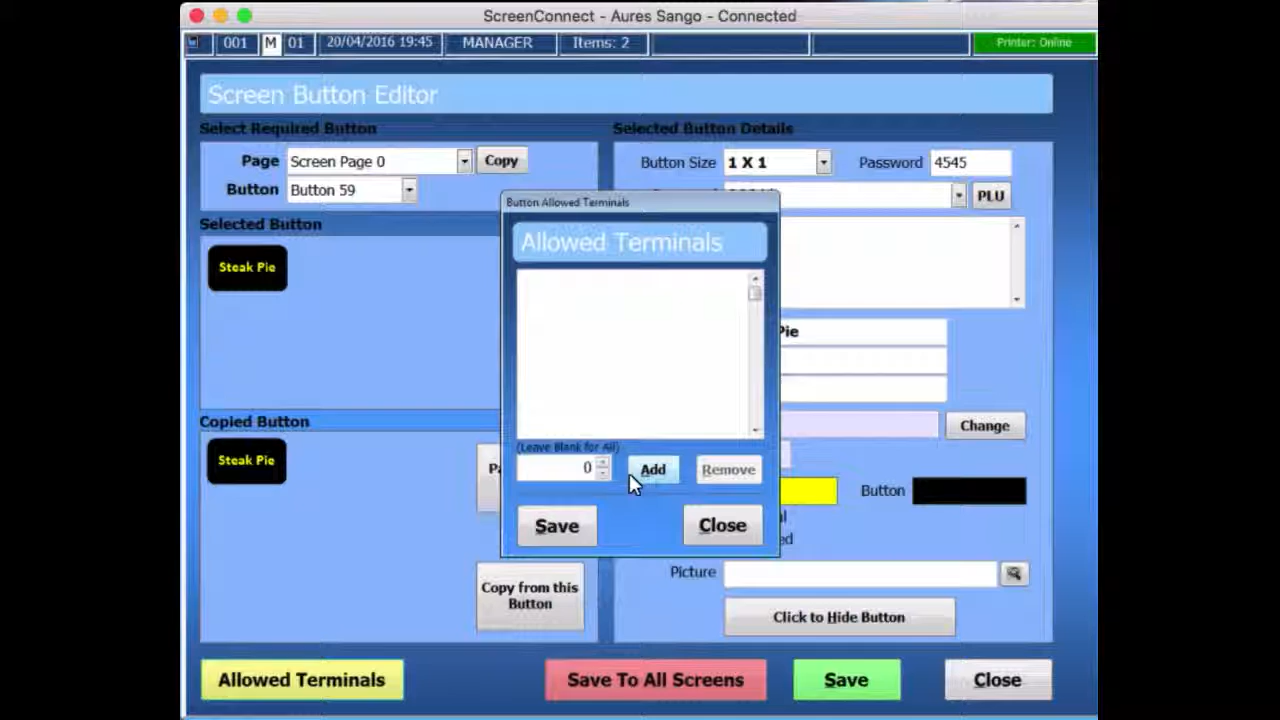 ScreenConnect - Aures Sango - Connected
001 M 01 20/04/2016 19:45 MANAGER Items: 2 Printer: Online
Screen Button Editor
Select Required Button
Page Screen Page 0 Copy
Button Button 59
Selected Button
Steak Pie
Copied Button
Steak Pie
Copy from this
Button
Selected Button Details
Button Size 1 X 1 Password 4545
PLU
Pie
Change
Button
Picture
Click to Hide Button
Button Allowed Terminals
Allowed Terminals
(Leave Blank for All)
0 Add Remove
Save Close
Allowed Terminals Save To All Screens Save Close